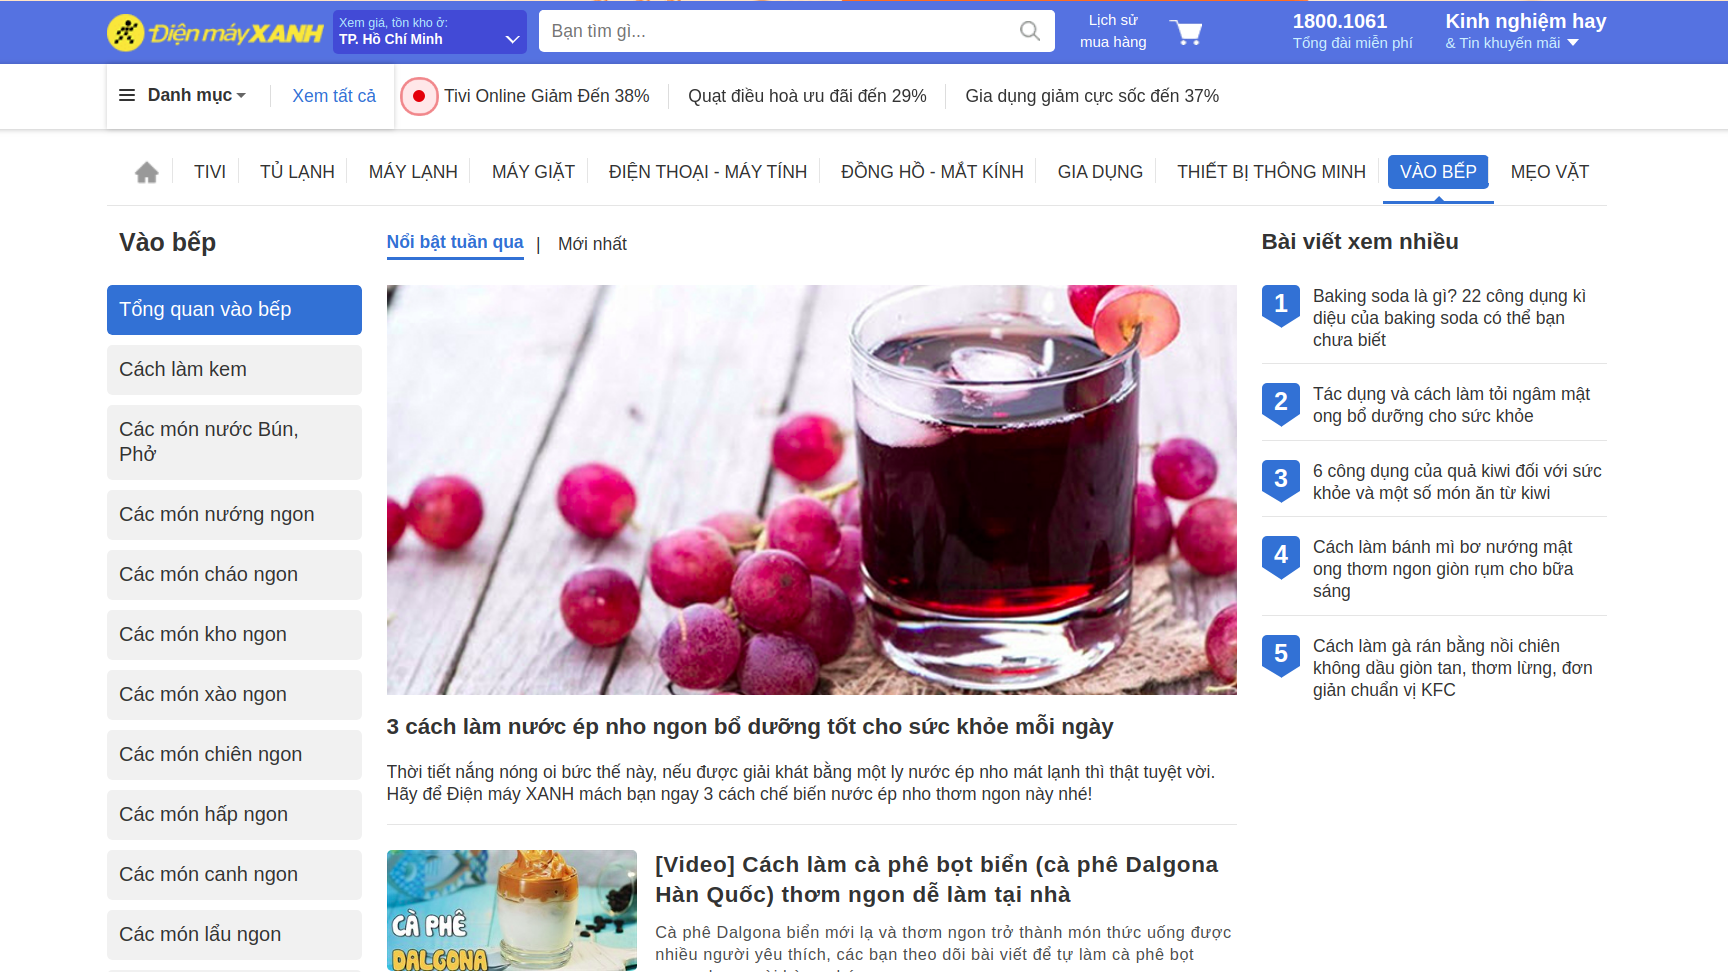 Điện máy XANH
Xem giá, tồn kho ở:
TP. Hồ Chí Minh
Bạn tìm gì...
Lịch sử
mua hàng
1800.1061
Tổng đài miễn phí
Kinh nghiệm hay
& Tin khuyến mãi
Danh mục
Xem tất cả
Tivi Online Giảm Đến 38%
Quạt điều hoà ưu đãi đến 29%
Gia dụng giảm cực sốc đến 37%
TIVI
TỦ LẠNH
MÁY LẠNH
MÁY GIẶT
ĐIỆN THOẠI - MÁY TÍNH
ĐỒNG HỒ - MẮT KÍNH
GIA DỤNG
THIẾT BỊ THÔNG MINH
VÀO BẾP
MẸO VẶT
Vào bếp
Tổng quan vào bếp
Cách làm kem
Các món nước Bún,
Phở
Các món nướng ngon
Các món cháo ngon
Các món kho ngon
Các món xào ngon
Các món chiên ngon
Các món hấp ngon
Các món canh ngon
Các món lẩu ngon
Nổi bật tuần qua | Mới nhất
3 cách làm nước ép nho ngon bổ dưỡng tốt cho sức khỏe mỗi ngày
Thời tiết nắng nóng oi bức thế này, nếu được giải khát bằng một ly nước ép nho mát lạnh thì thật tuyệt vời.
Hãy để Điện máy XANH mách bạn ngay 3 cách chế biến nước ép nho thơm ngon này nhé!
CÀ PHÊ
DALGONA
[Video] Cách làm cà phê bọt biển (cà phê Dalgona
Hàn Quốc) thơm ngon dễ làm tại nhà
Cà phê Dalgona biển mới lạ và thơm ngon trở thành món thức uống được
nhiều người yêu thích, các bạn theo dõi bài viết để tự làm cà phê bọt
Bài viết xem nhiều
1
Baking soda là gì? 22 công dụng kì
diệu của baking soda có thể bạn
chưa biết
2
Tác dụng và cách làm tỏi ngâm mật
ong bổ dưỡng cho sức khỏe
3
6 công dụng của quả kiwi đối với sức
khỏe và một số món ăn từ kiwi
4
Cách làm bánh mì bơ nướng mật
ong thơm ngon giòn rụm cho bữa
sáng
5
Cách làm gà rán bằng nồi chiên
không dầu giòn tan, thơm lừng, đơn
giản chuẩn vị KFC